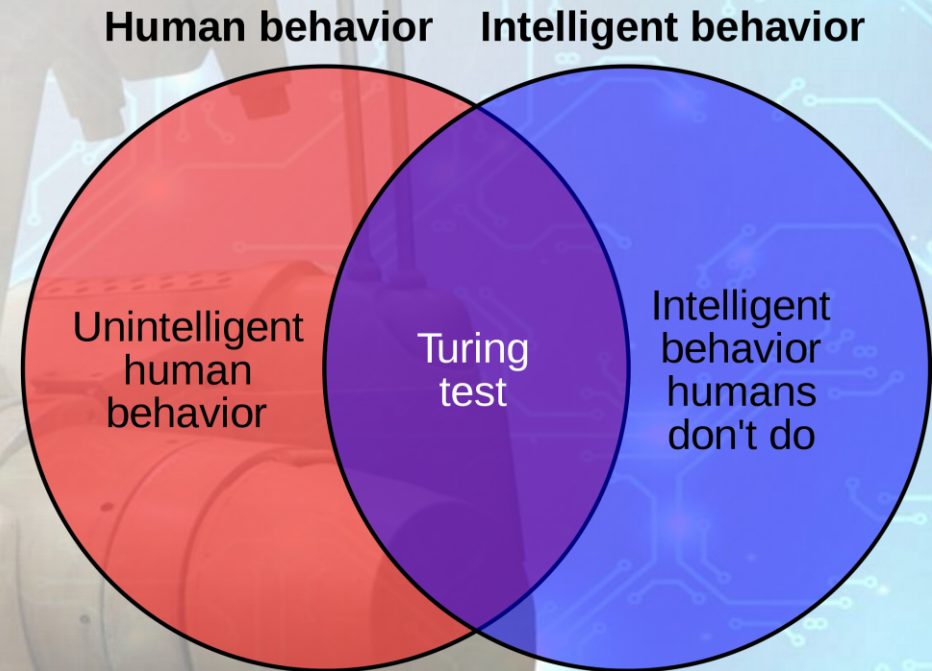 Human behavior
Intelligent behavior
Unintelligent
human
behavior
Turing
test
Intelligent
behavior
humans
don't do